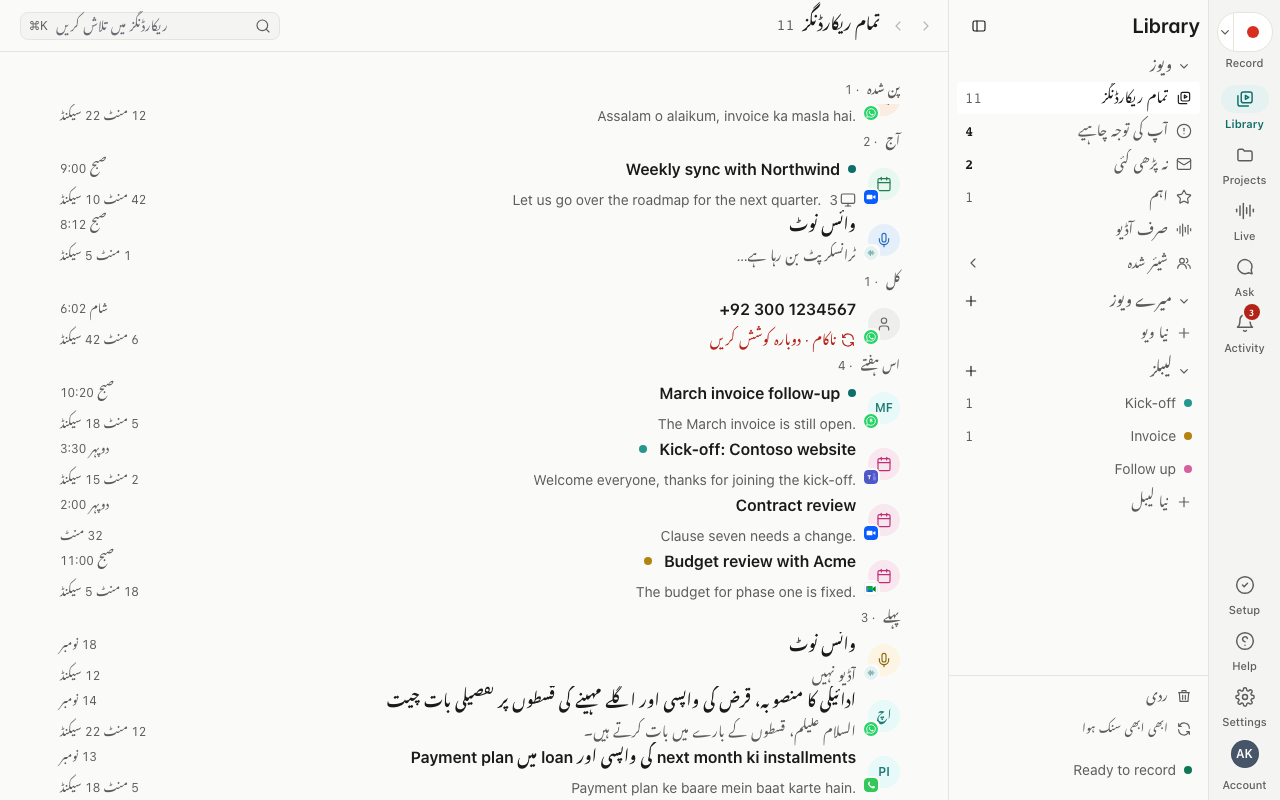 Record
Library
Projects
Live
Ask
3
Activity
Setup
Help
Settings
AK
Account
Library
ویوز
تمام ریکارڈنگز 11
آپ کی توجہ چاہیے 4
نہ پڑھی گئی 2
اہم 1
صرف آڈیو
شیئر شدہ
میرے ویوز
نیا ویو
لیبلز
Kick-off 1
Invoice 1
Follow up
نیا لیبل
ردی
ابھی ابھی سنک ہوا
Ready to record
تمام ریکارڈنگز 11
ریکارڈنگز میں تلاش کریں ⌘K
پن شدہ · 1
Assalam o alaikum, invoice ka masla hai. 12 منٹ 22 سیکنڈ
آج · 2
Weekly sync with Northwind 9:00 صبح
3 Let us go over the roadmap for the next quarter. 42 منٹ 10 سیکنڈ
وائس نوٹ 8:12 صبح
ٹرانسکرپٹ بن رہا ہے... 1 منٹ 5 سیکنڈ
کل · 1
+92 300 1234567 6:02 شام
ناکام · دوبارہ کوشش کریں 6 منٹ 42 سیکنڈ
اس ہفتے · 4
MF
March invoice follow-up 10:20 صبح
The March invoice is still open. 5 منٹ 18 سیکنڈ
Kick-off: Contoso website 3:30 دوپہر
Welcome everyone, thanks for joining the kick-off. 2 منٹ 15 سیکنڈ
Contract review 2:00 دوپہر
Clause seven needs a change. 32 منٹ
Budget review with Acme 11:00 صبح
The budget for phase one is fixed. 18 منٹ 5 سیکنڈ
پہلے · 3
وائس نوٹ 18 نومبر
آڈیو نہیں 12 سیکنڈ
اچ
ادائیگی کا منصوبہ، قرض کی واپسی اور اگلے مہینے کی قسطوں پر تفصیلی بات چیت 14 نومبر
السلام علیکم، قسطوں کے بارے میں بات کرتے ہیں۔ 12 منٹ 22 سیکنڈ
PI
Payment plan میں loan کی واپسی اور next month ki installments 13 نومبر
Payment plan ke baare mein baat karte hain. 5 منٹ 18 سیکنڈ